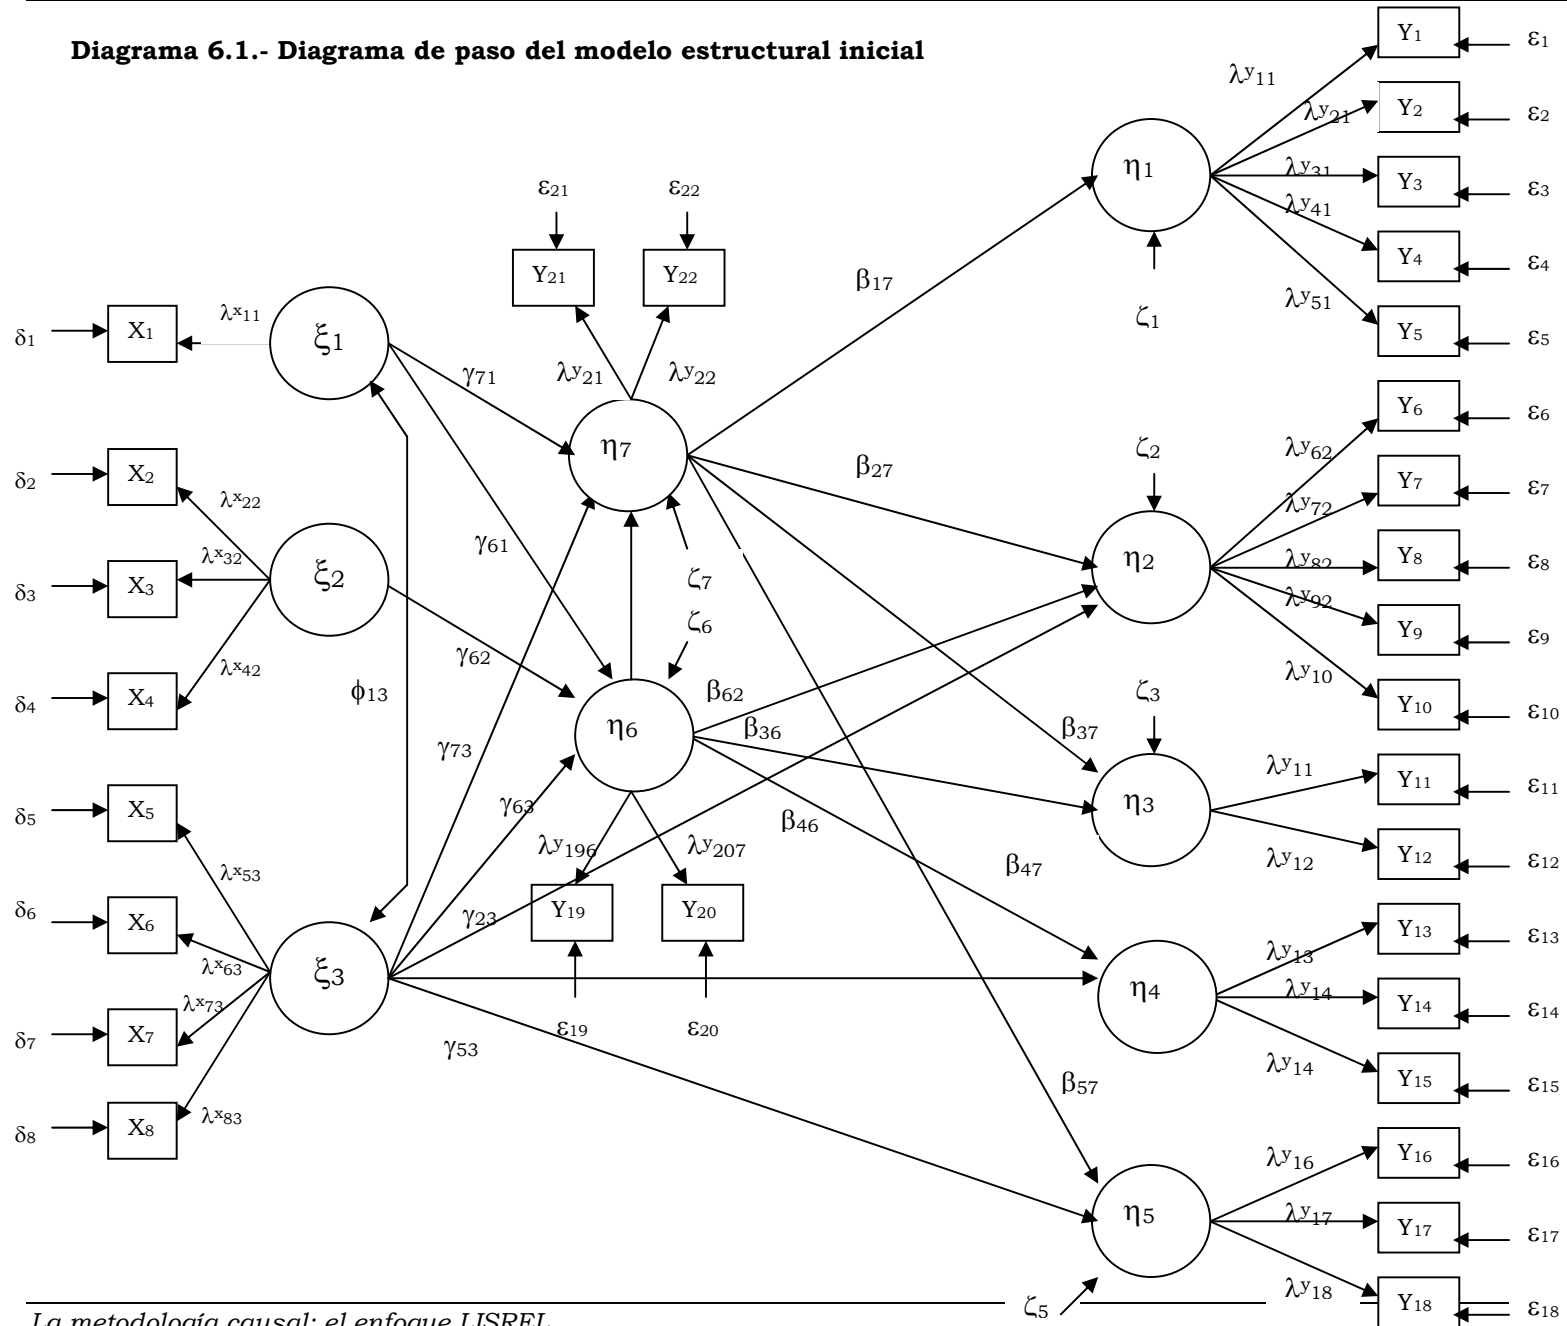 Diagrama 6.1.- Diagrama de paso del modelo estructural inicial
Y1
ε1
λy11
Y2
ε2
λy21
η1
Y3
ε3
λy31
Y4
ε4
λy41
Y5
ε5
λy51
ζ1
ε21
ε22
Y21
Y22
β17
δ1
X1
λx11
ξ1
γ71
λy21
λy22
η7
β27
ζ2
Y6
ε6
λy62
Y7
ε7
λy72
δ2
X2
λx22
γ61
η2
Y8
ε8
λy82
δ3
X3
λx32
ξ2
ζ7
ζ6
Y9
ε9
λy92
δ4
X4
λx42
γ62
ϕ13
β62
Y10
ε10
λy10
η6
β36
β37
ζ3
γ73
δ5
X5
γ63
β46
η3
λy11
Y11
ε11
λx53
λy196
λy207
β47
λy12
Y12
ε12
δ6
X6
γ23
Y19
Y20
λy13
Y13
ε13
λx63
ξ3
η4
λy14
Y14
ε14
λx73
δ7
X7
γ53
ε19
ε20
λy14
Y15
ε15
β57
δ8
X8
λx83
λy16
Y16
ε16
η5
λy17
Y17
ε17
ζ5
λy18
Y18
ε18
La metodología causal: el enfoque LISREL